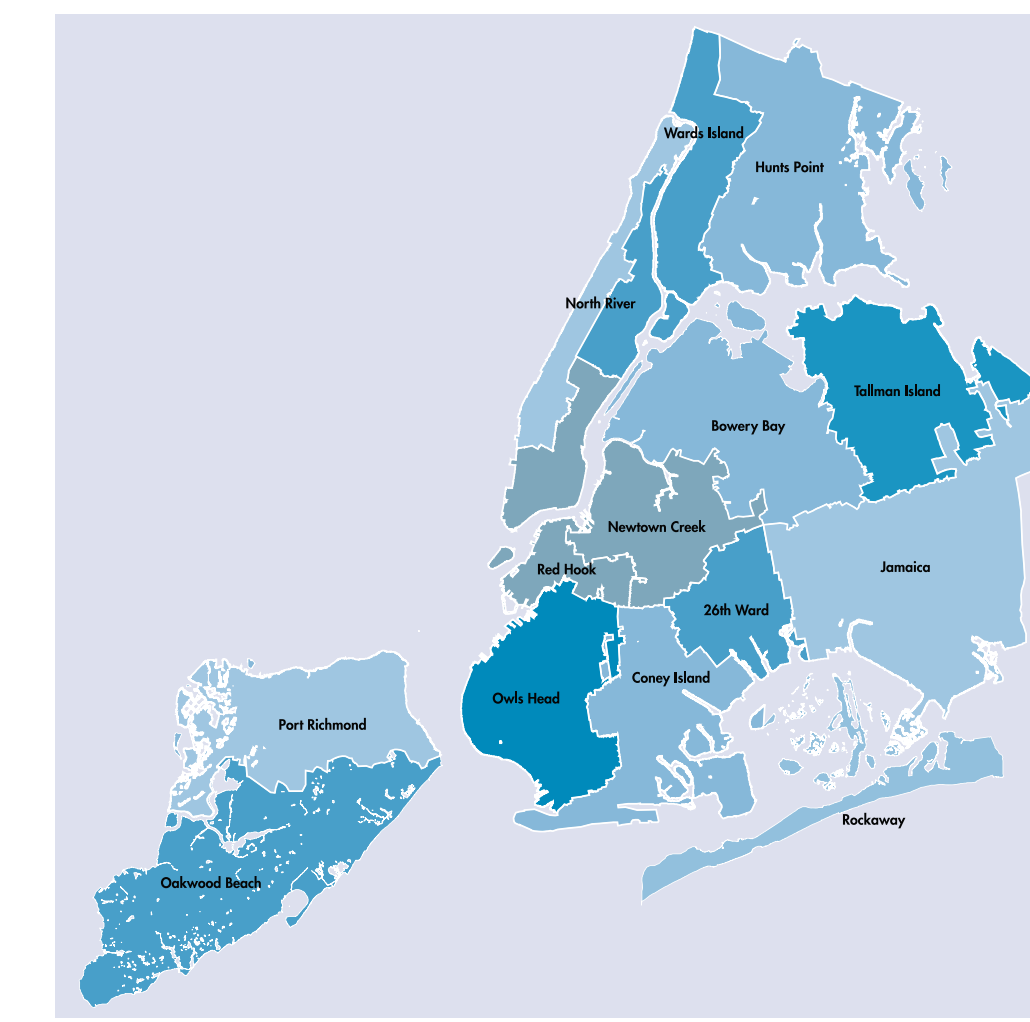 Wards Island
Hunts Point
North River
Tallman Island
Bowery Bay
Newtown Creek
Red Hook
Jamaica
26th Ward
Coney Island
Owls Head
Port Richmond
Rockaway
Oakwood Beach